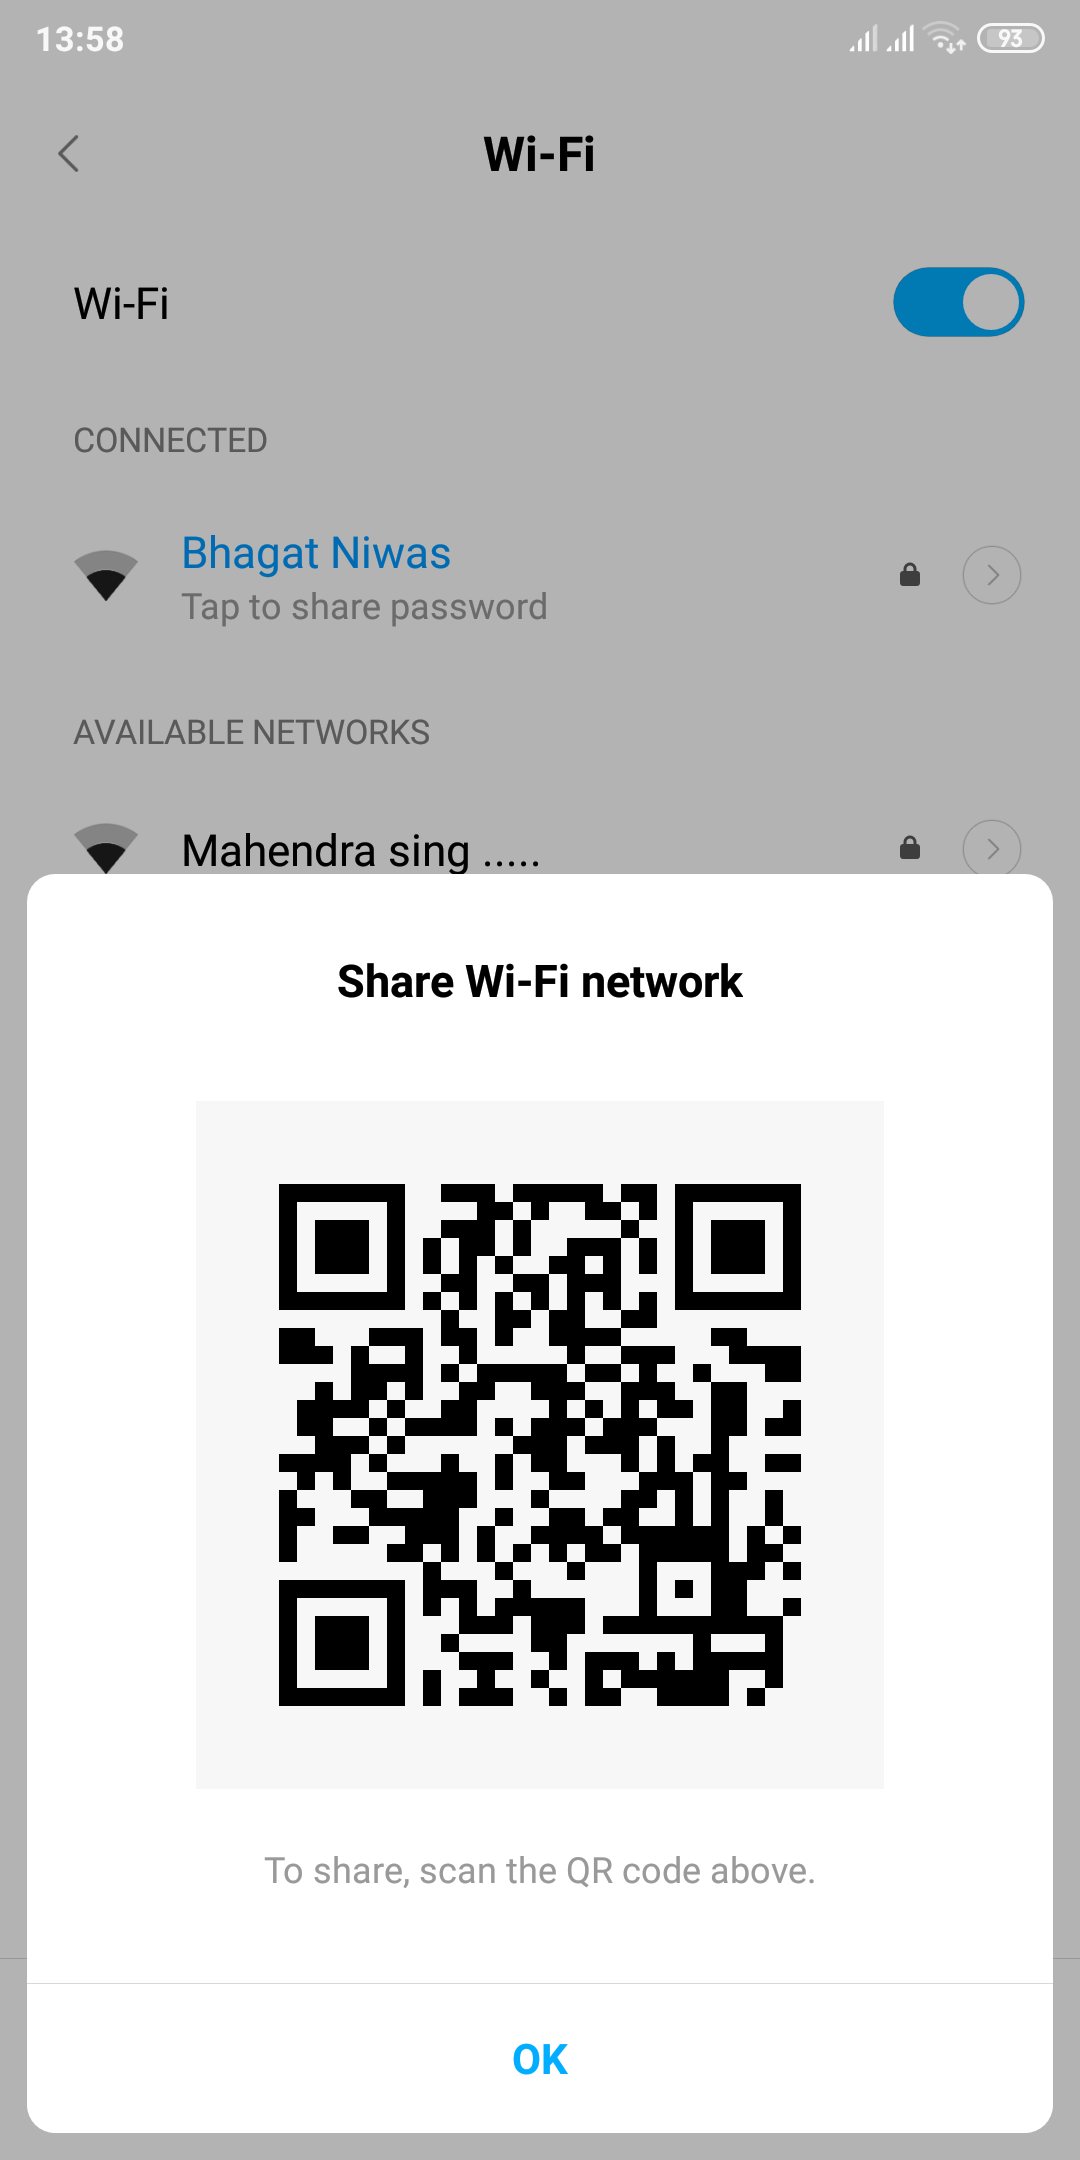 13:58
93
Wi-Fi
Wi-Fi
CONNECTED
Bhagat Niwas
Tap to share password
AVAILABLE NETWORKS
Mahendra sing .....
Share Wi-Fi network
To share, scan the QR code above.
OK